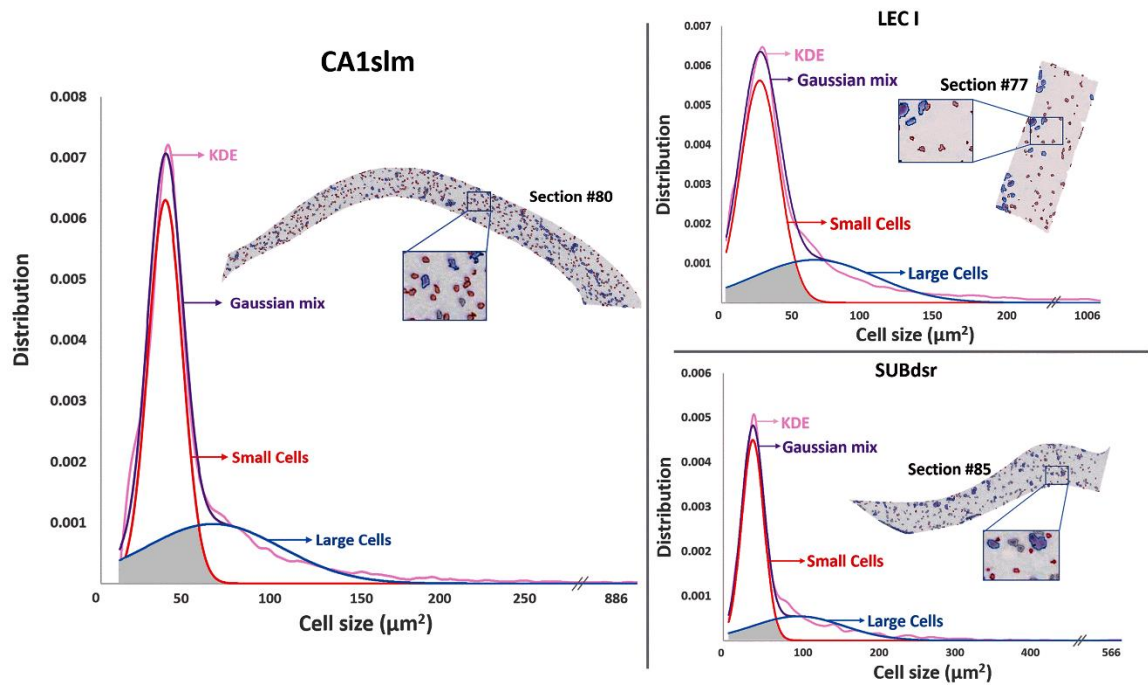 CA1slm
0.008
0.007
0.006
0.005
0.004
0.003
0.002
0.001
Distribution
KDE
Gaussian mix
Small Cells
Large Cells
Section #80
0 50 100 150 200 250 886
Cell size (µm²)
LEC I
0.007
0.006
0.005
0.004
0.003
0.002
0.001
Distribution
KDE
Gaussian mix
Section #77
Small Cells
Large Cells
0 50 100 150 200 1006
Cell size (µm²)
SUBdsr
0.006
0.005
0.004
0.003
0.002
0.001
Distribution
KDE
Gaussian mix
Section #85
Small Cells
Large Cells
0 100 200 300 400 566
Cell size (µm²)